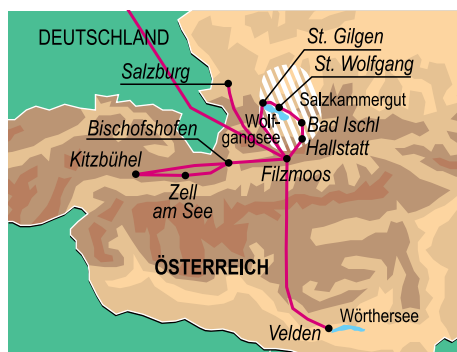 DEUTSCHLAND
St. Gilgen
St. Wolfgang
Salzburg
Salzkammergut
Wolf-
gangsee
Bad Ischl
Bischofshofen
Hallstatt
Kitzbühel
Filzmoos
Zell
am See
ÖSTERREICH
Wörthersee
Velden